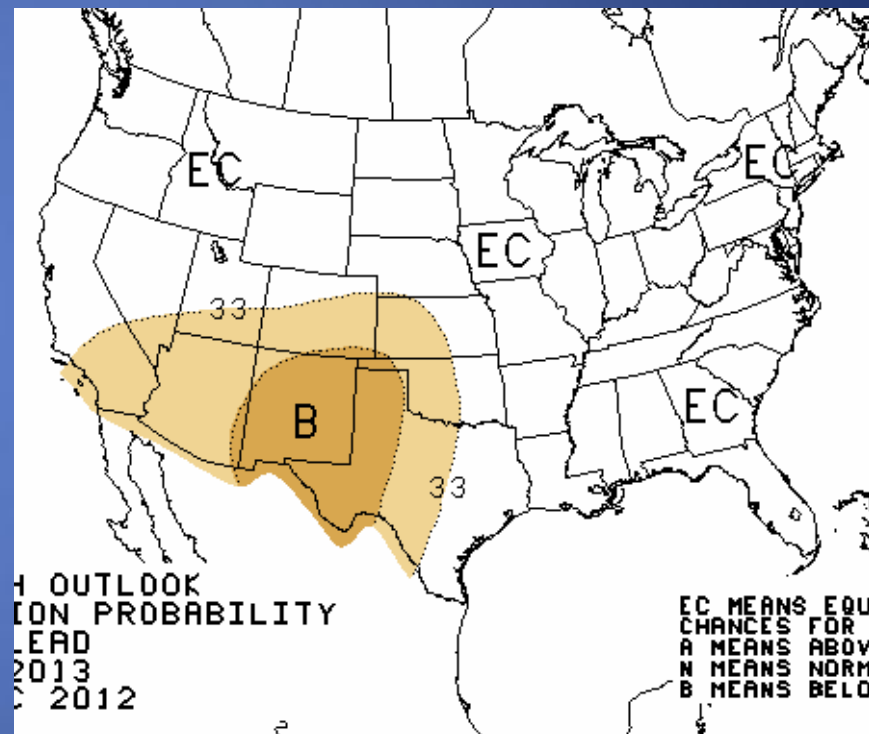 EC
EC
EC
33
B
EC
33
H OUTLOOK
ION PROBABILITY
LEAD
2013
C 2012
EC MEANS EQU
CHANCES FOR
A MEANS ABOV
N MEANS NORM
B MEANS BELO